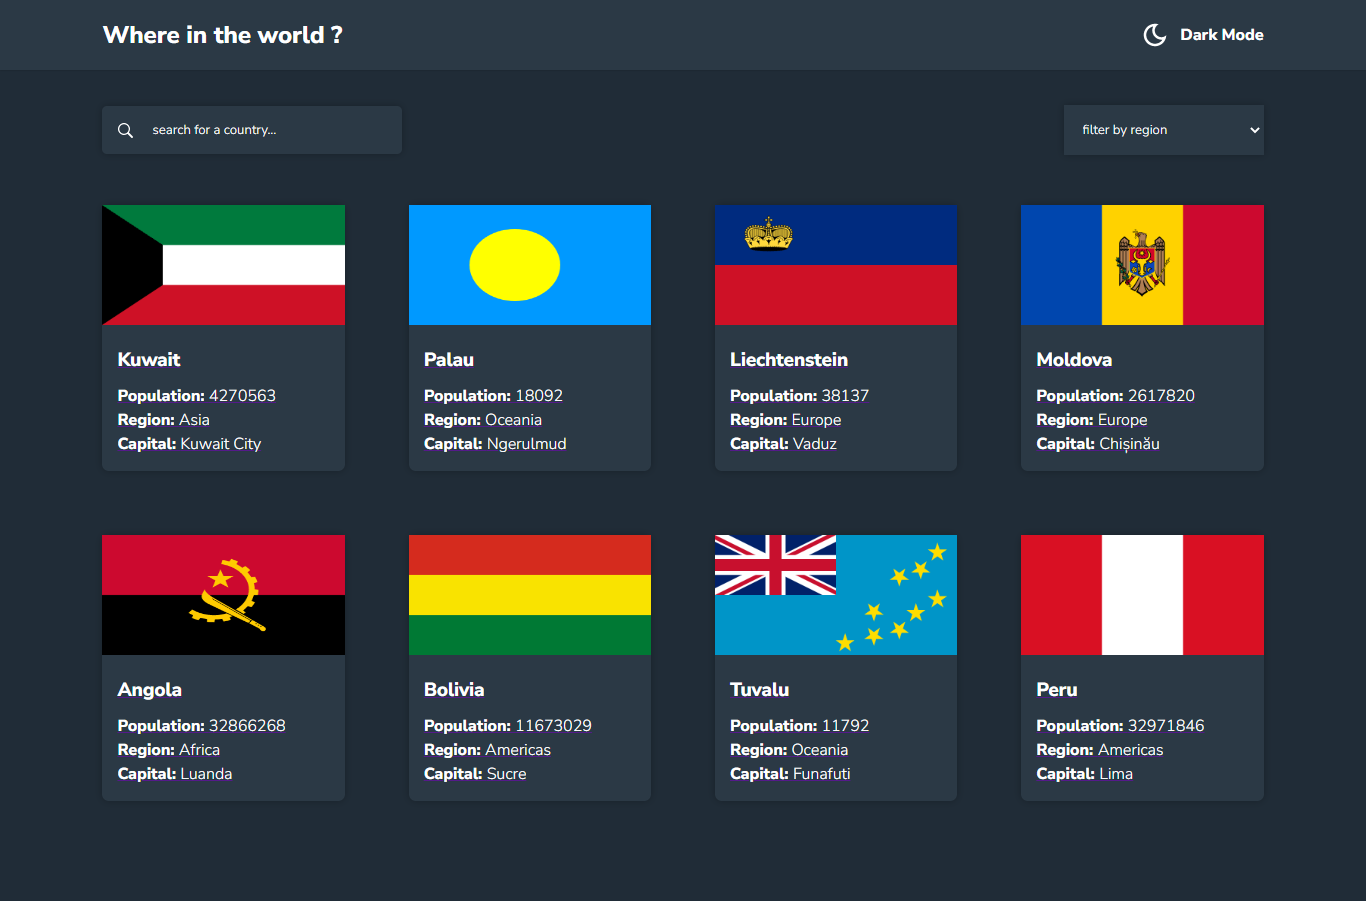 Where in the world ?
Dark Mode
search for a country...
filter by region
Kuwait
Population: 4270563
Region: Asia
Capital: Kuwait City
Palau
Population: 18092
Region: Oceania
Capital: Ngerulmud
Liechtenstein
Population: 38137
Region: Europe
Capital: Vaduz
Moldova
Population: 2617820
Region: Europe
Capital: Chișinău
Angola
Population: 32866268
Region: Africa
Capital: Luanda
Bolivia
Population: 11673029
Region: Americas
Capital: Sucre
Tuvalu
Population: 11792
Region: Oceania
Capital: Funafuti
Peru
Population: 32971846
Region: Americas
Capital: Lima